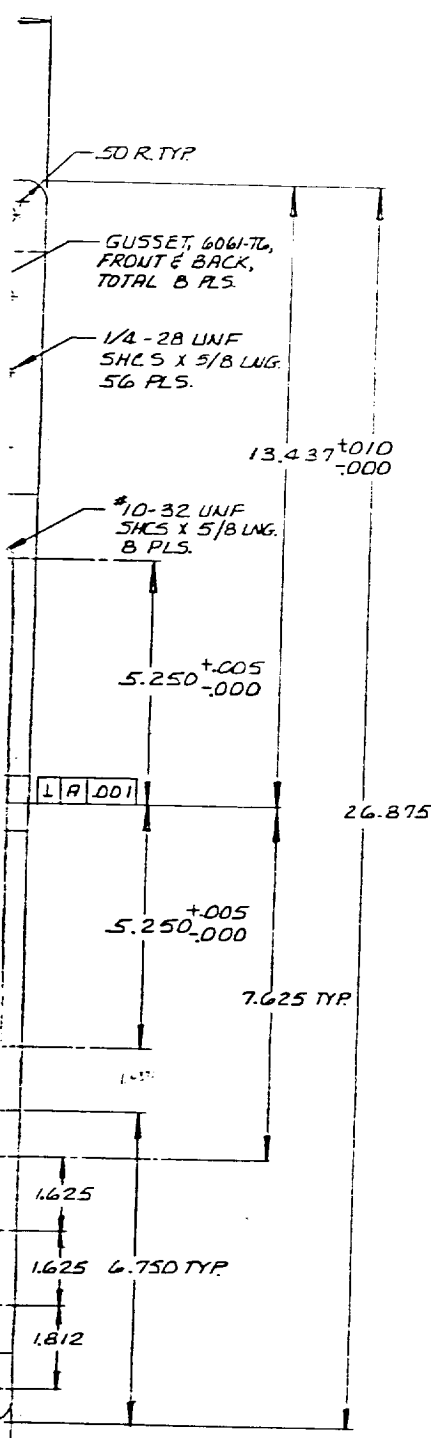 .50 R. TYP.
GUSSET, 6061-T6,
FRONT & BACK,
TOTAL 8 PLS.
1/4-28 UNF
SHCS X 5/8 LNG.
56 PLS.
13.437 +.010
-.000
#10-32 UNF
SHCS X 5/8 LNG.
8 PLS.
5.250 +.005
-.000
⊥ A .001
26.875
5.250 +.005
-.000
7.625 TYP.
1.625
1.625 6.750 TYP.
1.812